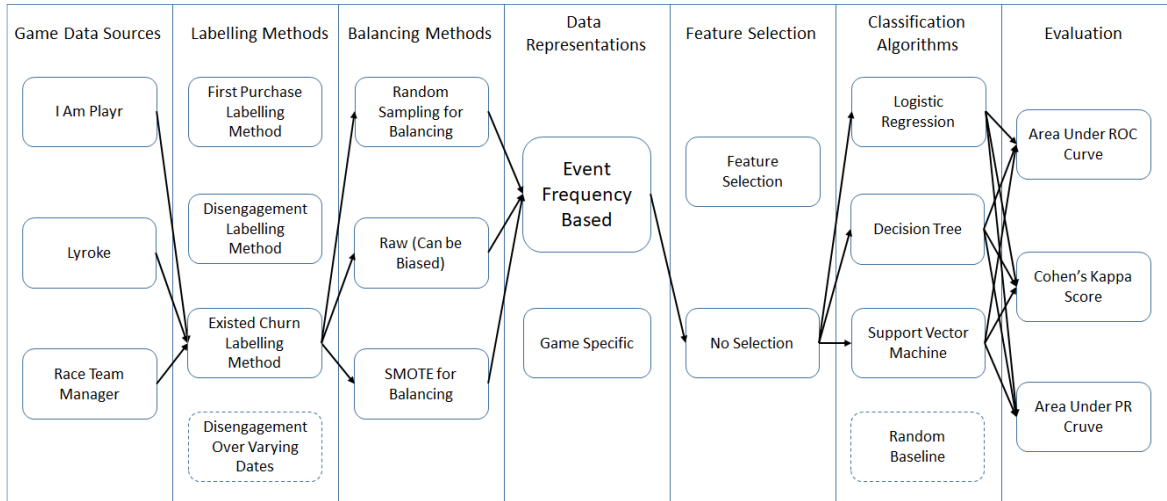 Game Data Sources
I Am Playr
Lyroke
Race Team
Manager
Labelling Methods
First Purchase
Labelling
Method
Disengagement
Labelling
Method
Existed Churn
Labelling
Method
Disengagement
Over Varying
Dates
Balancing Methods
Random
Sampling for
Balancing
Raw (Can be
Biased)
SMOTE for
Balancing
Data
Representations
Event
Frequency
Based
Game Specific
Feature Selection
Feature
Selection
No Selection
Classification
Algorithms
Logistic
Regression
Decision Tree
Support Vector
Machine
Random
Baseline
Evaluation
Area Under ROC
Curve
Cohen's Kappa
Score
Area Under PR
Cruve